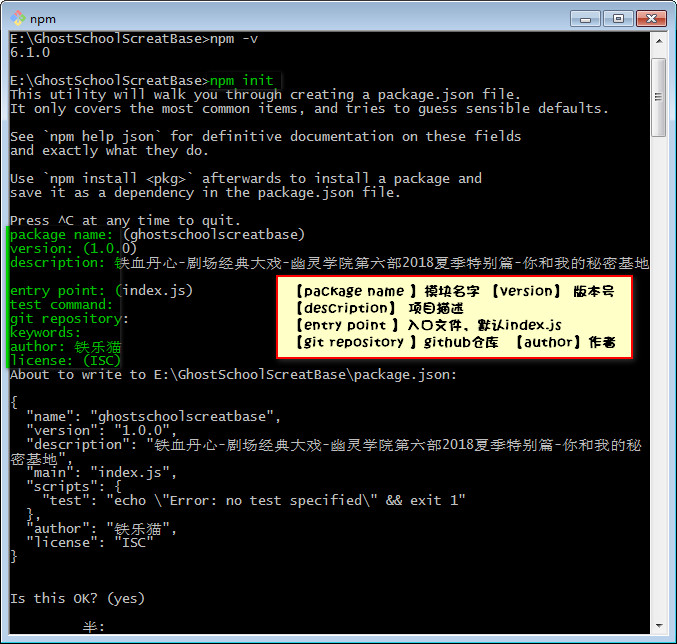 npm
E:\GhostSchoolScreatBase>npm -v
6.1.0
E:\GhostSchoolScreatBase>npm init
This utility will walk you through creating a package.json file.
It only covers the most common items, and tries to guess sensible defaults.
See `npm help json` for definitive documentation on these fields
and exactly what they do.
Use `npm install <pkg>` afterwards to install a package and
save it as a dependency in the package.json file.
Press ^C at any time to quit.
package name: (ghostschoolscreatbase)
version: (1.0.0)
description: 铁血丹心-剧场经典大戏-幽灵学院第六部2018夏季特别篇-你和我的秘密基地
entry point: (index.js)
test command:
git repository:
keywords:
author: 铁乐猫
license: (ISC)
【package name 】模块名字 【version】 版本号
【description】 项目描述
【entry point 】入口文件、默认index.js
【git repository 】github仓库 【author】作者
About to write to E:\GhostSchoolScreatBase\package.json:
{
"name": "ghostschoolscreatbase",
"version": "1.0.0",
"description": "铁血丹心-剧场经典大戏-幽灵学院第六部2018夏季特别篇-你和我的秘
密基地",
"main": "index.js",
"scripts": {
"test": "echo \"Error: no test specified\" && exit 1"
},
"author": "铁乐猫",
"license": "ISC"
}
Is this OK? (yes)
半: